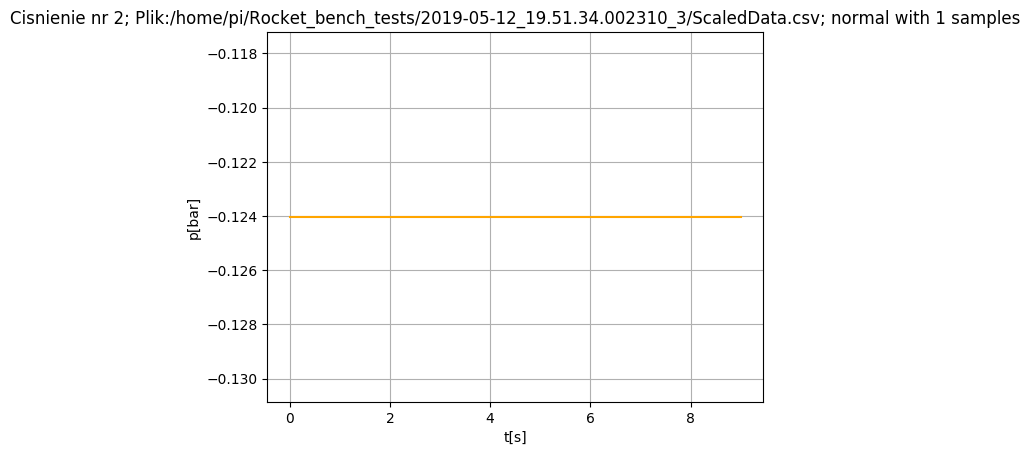 Cisnienie nr 2; Plik:/home/pi/Rocket_bench_tests/2019-05-12_19.51.34.002310_3/ScaledData.csv; normal with 1 samples
−0.118
−0.120
−0.122
−0.124
−0.126
−0.128
−0.130
p[bar]
0 2 4 6 8
t[s]